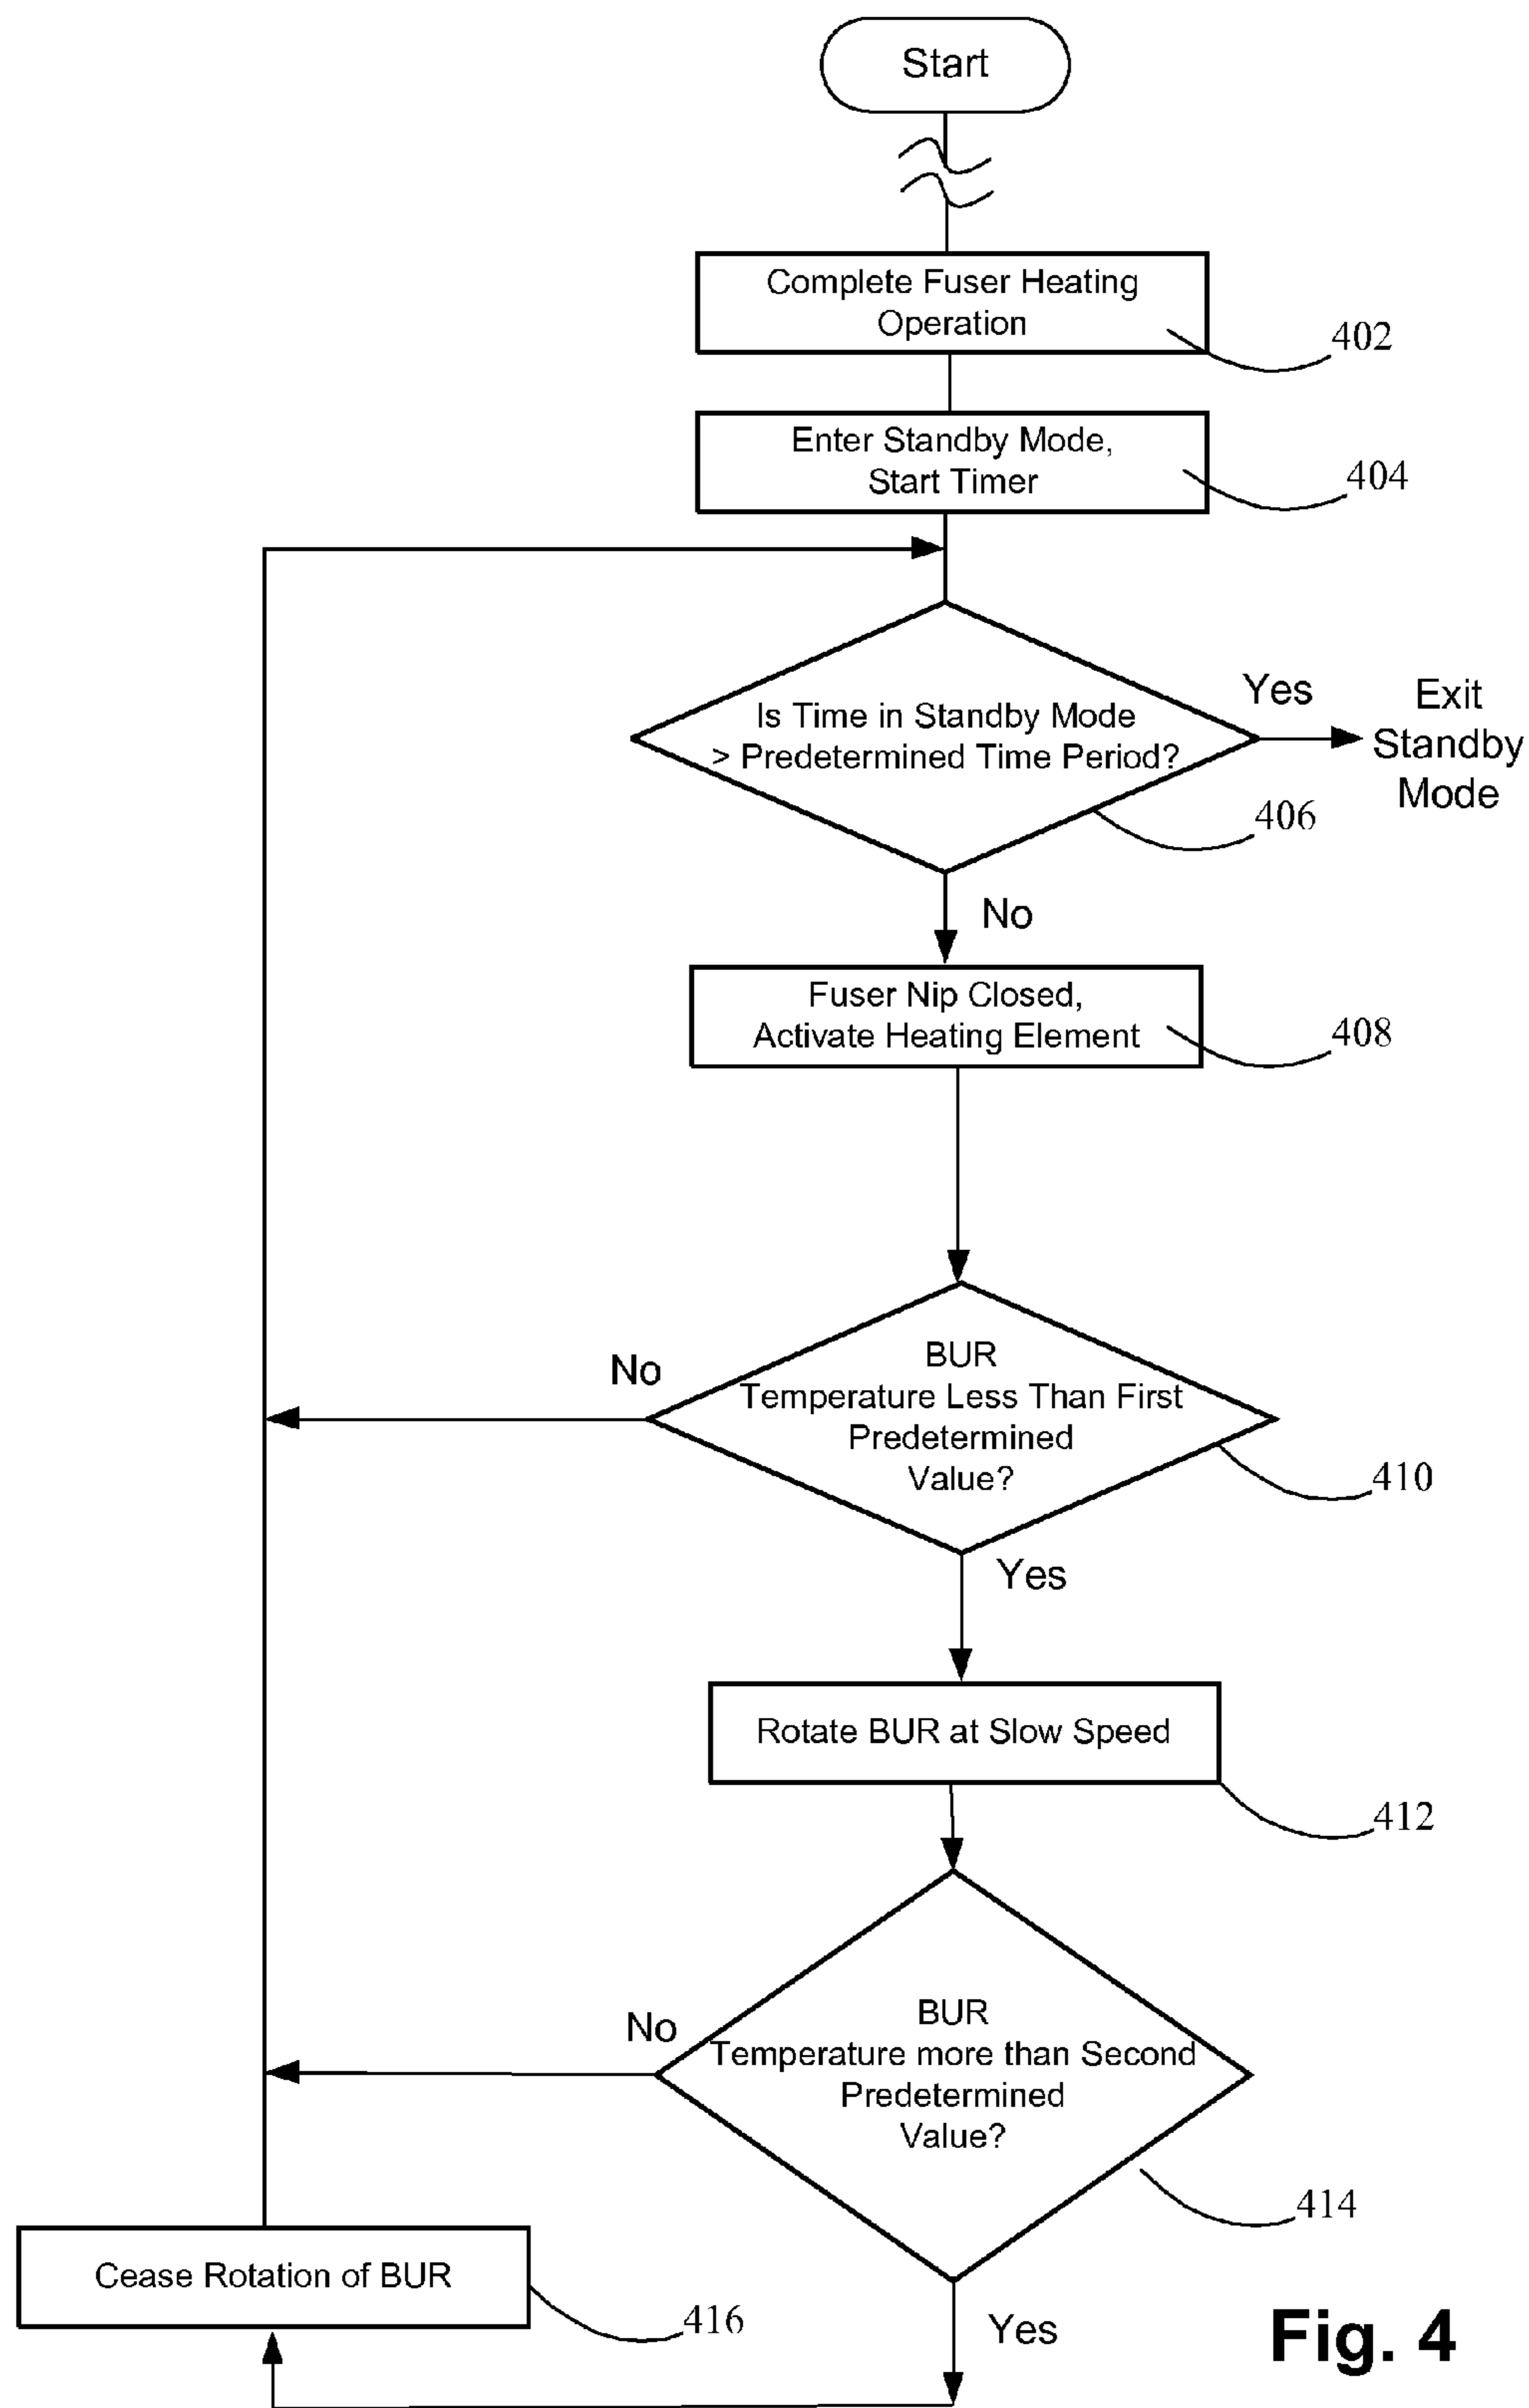 Start
Complete Fuser Heating
Operation
402
Enter Standby Mode,
Start Timer
404
Is Time in Standby Mode
> Predetermined Time Period?
Yes
Exit
Standby
Mode
406
No
Fuser Nip Closed,
Activate Heating Element
408
BUR
Temperature Less Than First
Predetermined
Value?
No
410
Yes
Rotate BUR at Slow Speed
412
BUR
Temperature more than Second
Predetermined
Value?
No
414
Cease Rotation of BUR
416
Yes
Fig. 4